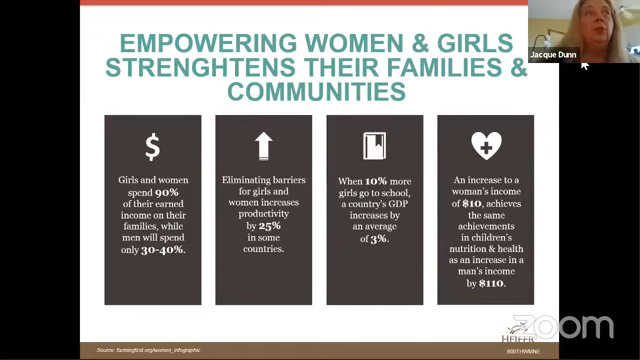 EMPOWERING WOMEN & GIRLS
STRENGHTENS THEIR FAMILIES &
COMMUNITIES
Jacque Dunn
$
Girls and women
spend 90%
of their earned
income on their
families, while
men will spend
only 30-40%.
Eliminating barriers
for girls and
women increases
productivity
by 25%
in some
countries.
When 10% more
girls go to school,
a country's GDP
increases by
an average
of 3%.
An increase to a
woman's income
of $10, achieves
the same
achievements
in children's
nutrition & health
as an increase in a
man's income
by $110.
HEIFER
zoom
Source: farmingfirst.org/women_infographic